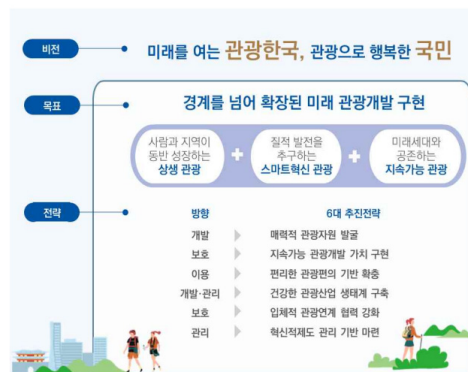 비전
미래를 여는 관광한국, 관광으로 행복한 국민
목표
경계를 넘어 확장된 미래 관광개발 구현
사람과 지역이
동반 성장하는
상생 관광
+
질적 발전을
추구하는
스마트혁신 관광
+
미래세대와
공존하는
지속가능 관광
전략
방향 6대 추진전략
개발 매력적 관광자원 발굴
보호 지속가능 관광개발 가치 구현
이용 편리한 관광편의 기반 확충
개발·관리 건강한 관광산업 생태계 구축
보호 입체적 관광연계 협력 강화
관리 혁신적제도 관리 기반 마련